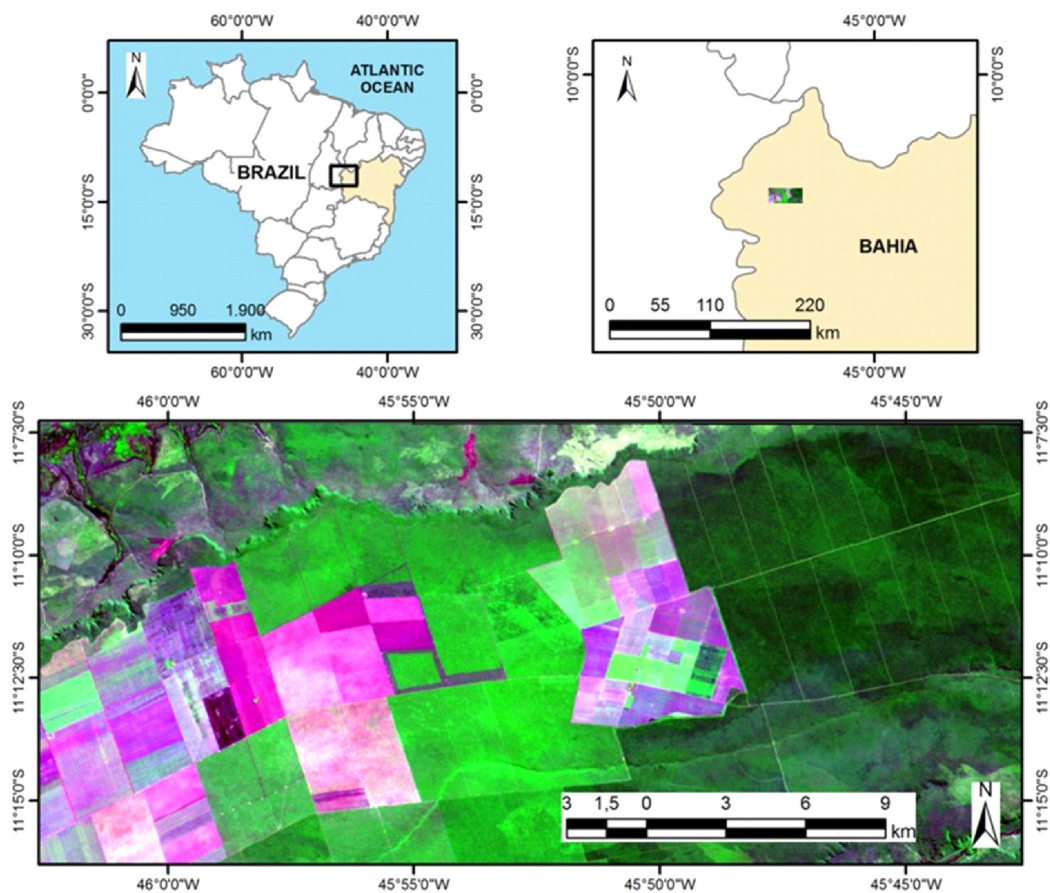 60°0'0"W 40°0'0"W
N
ATLANTIC
OCEAN
0°0'0"
0°0'0"
BRAZIL
15°0'0"S
15°0'0"S
30°0'0"S
30°0'0"S
0 950 1.900
km
60°0'0"W 40°0'0"W
45°0'0"W
10°0'0"S
10°0'0"S
N
BAHIA
0 55 110 220
km
45°0'0"W
46°0'0"W 45°55'0"W 45°50'0"W 45°45'0"W
11°7'30"S
11°7'30"S
11°10'0"S
11°10'0"S
11°12'30"S
11°12'30"S
11°15'0"S
11°15'0"S
N
3 1,5 0 3 6 9
km
46°0'0"W 45°55'0"W 45°50'0"W 45°45'0"W